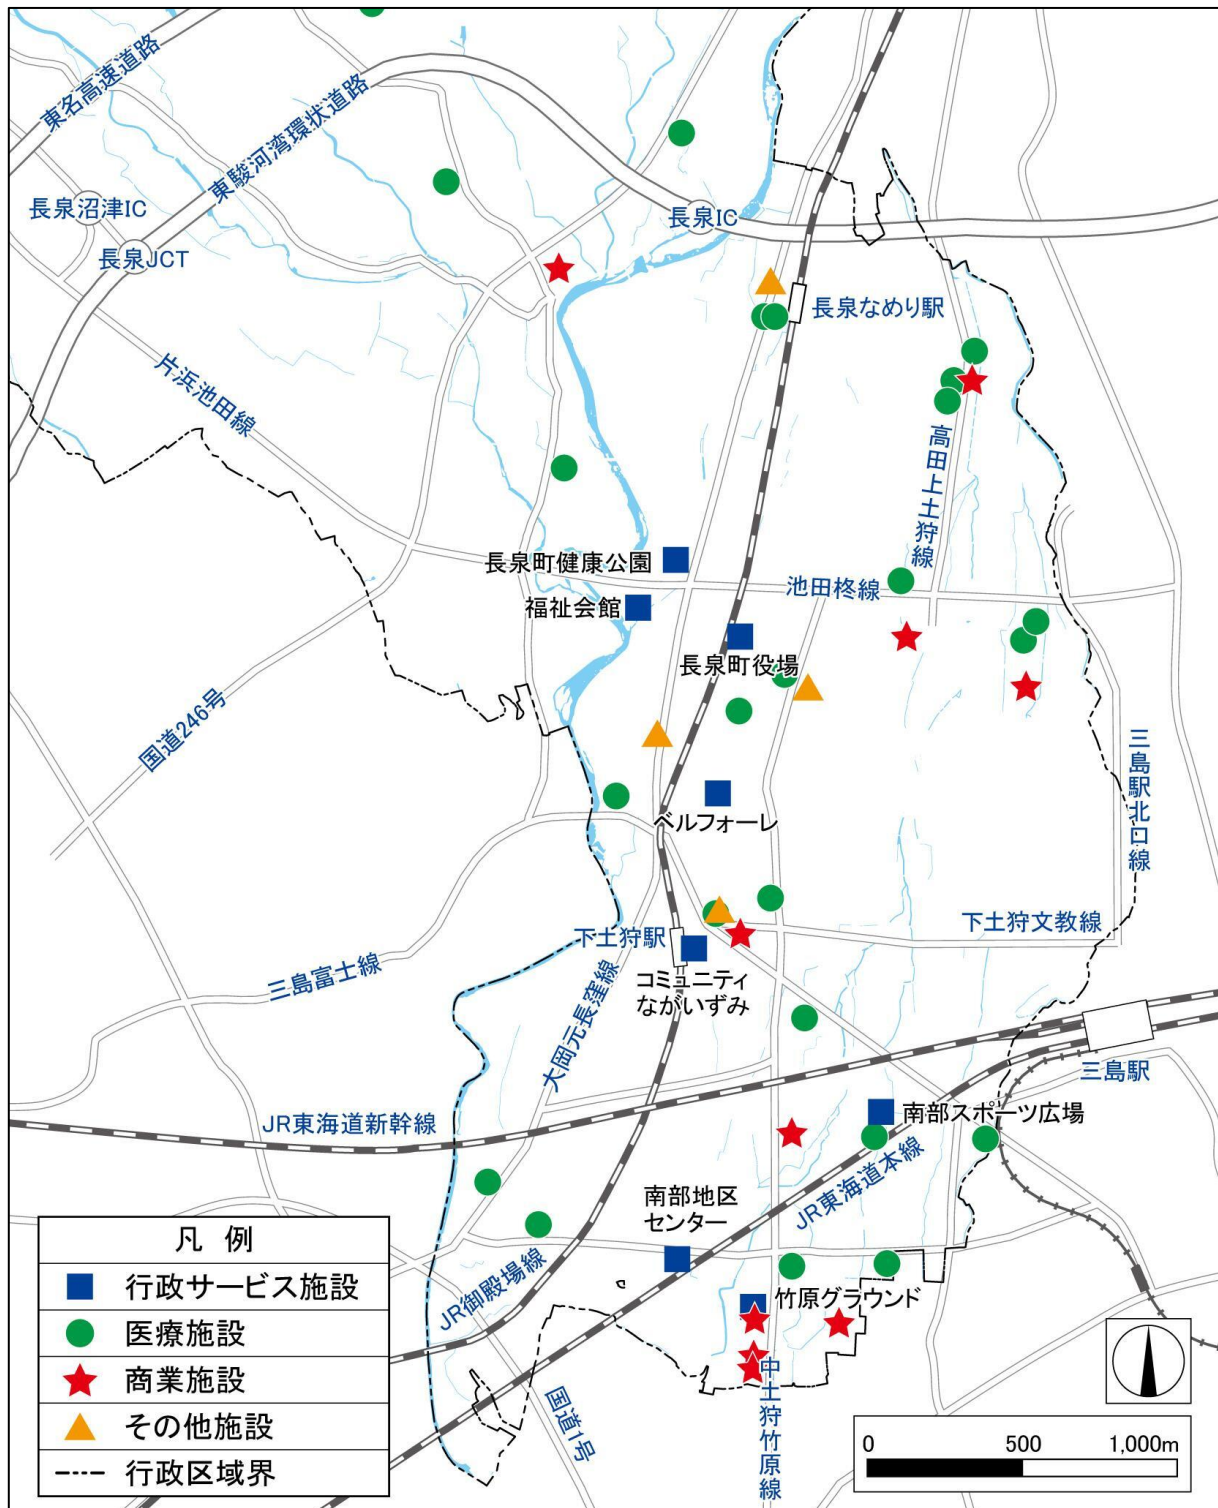 東名高速道路
東駿河湾環状道路
長泉沼津IC
長泉IC
長泉JCT
長泉なめり駅
片浜池田線
高田上土狩線
長泉町健康公園
池田柊線
福祉会館
長泉町役場
国道246号
三島駅北口線
ベルフォーレ
下土狩文教線
下土狩駅
三島富士線
コミュニティ
ながいずみ
大岡元長窪線
三島駅
JR東海道新幹線
南部スポーツ広場
南部地区
センター
JR東海道本線
JR御殿場線
竹原グラウンド
中土狩竹原線
国道1号
凡 例
行政サービス施設
医療施設
商業施設
その他施設
行政区域界
0 500 1,000m